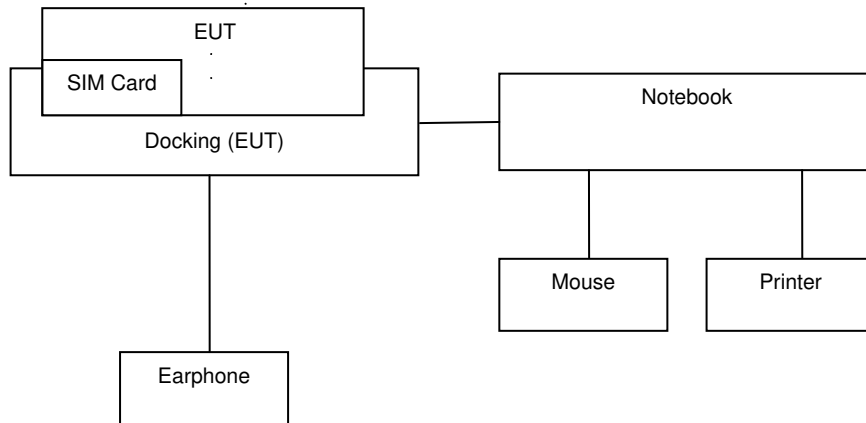 EUT
SIM Card
Docking (EUT)
Notebook
Mouse
Printer
Earphone